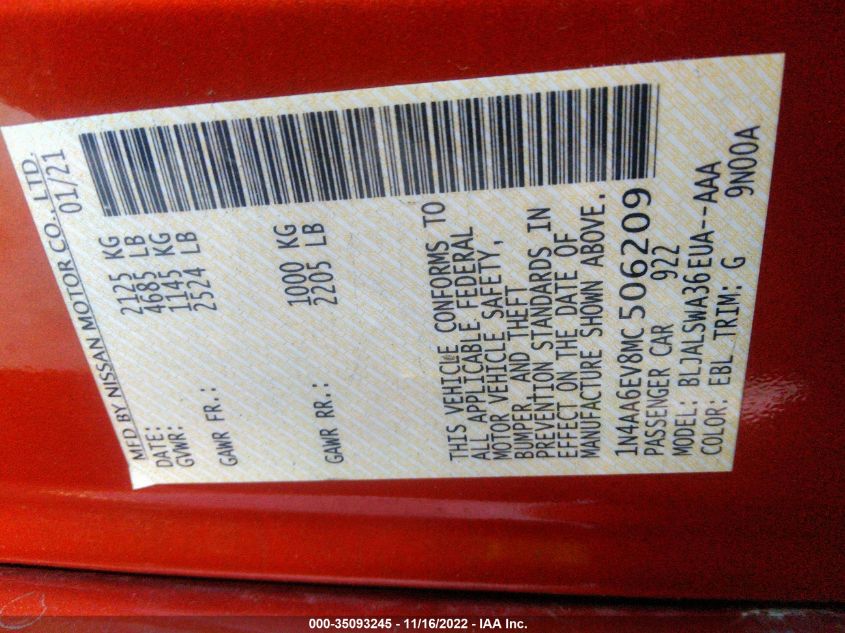 MFD BY NISSAN MOTOR CO., LTD.
DATE: 01/21
GVWR: 2125 KG
4685 LB
GAWR FR.: 1145 KG
2524 LB
GAWR RR.: 1000 KG
2205 LB
THIS VEHICLE CONFORMS TO
ALL APPLICABLE FEDERAL
MOTOR VEHICLE SAFETY,
BUMPER, AND THEFT
PREVENTION STANDARDS IN
EFFECT ON THE DATE OF
MANUFACTURE SHOWN ABOVE.
1N4AA6EV8MC506209
PASSENGER CAR 922
MODEL: BLJALSWA36EUA--AAA
COLOR: EBL TRIM: G 9N00A
000-35093245 - 11/16/2022 - IAA Inc.